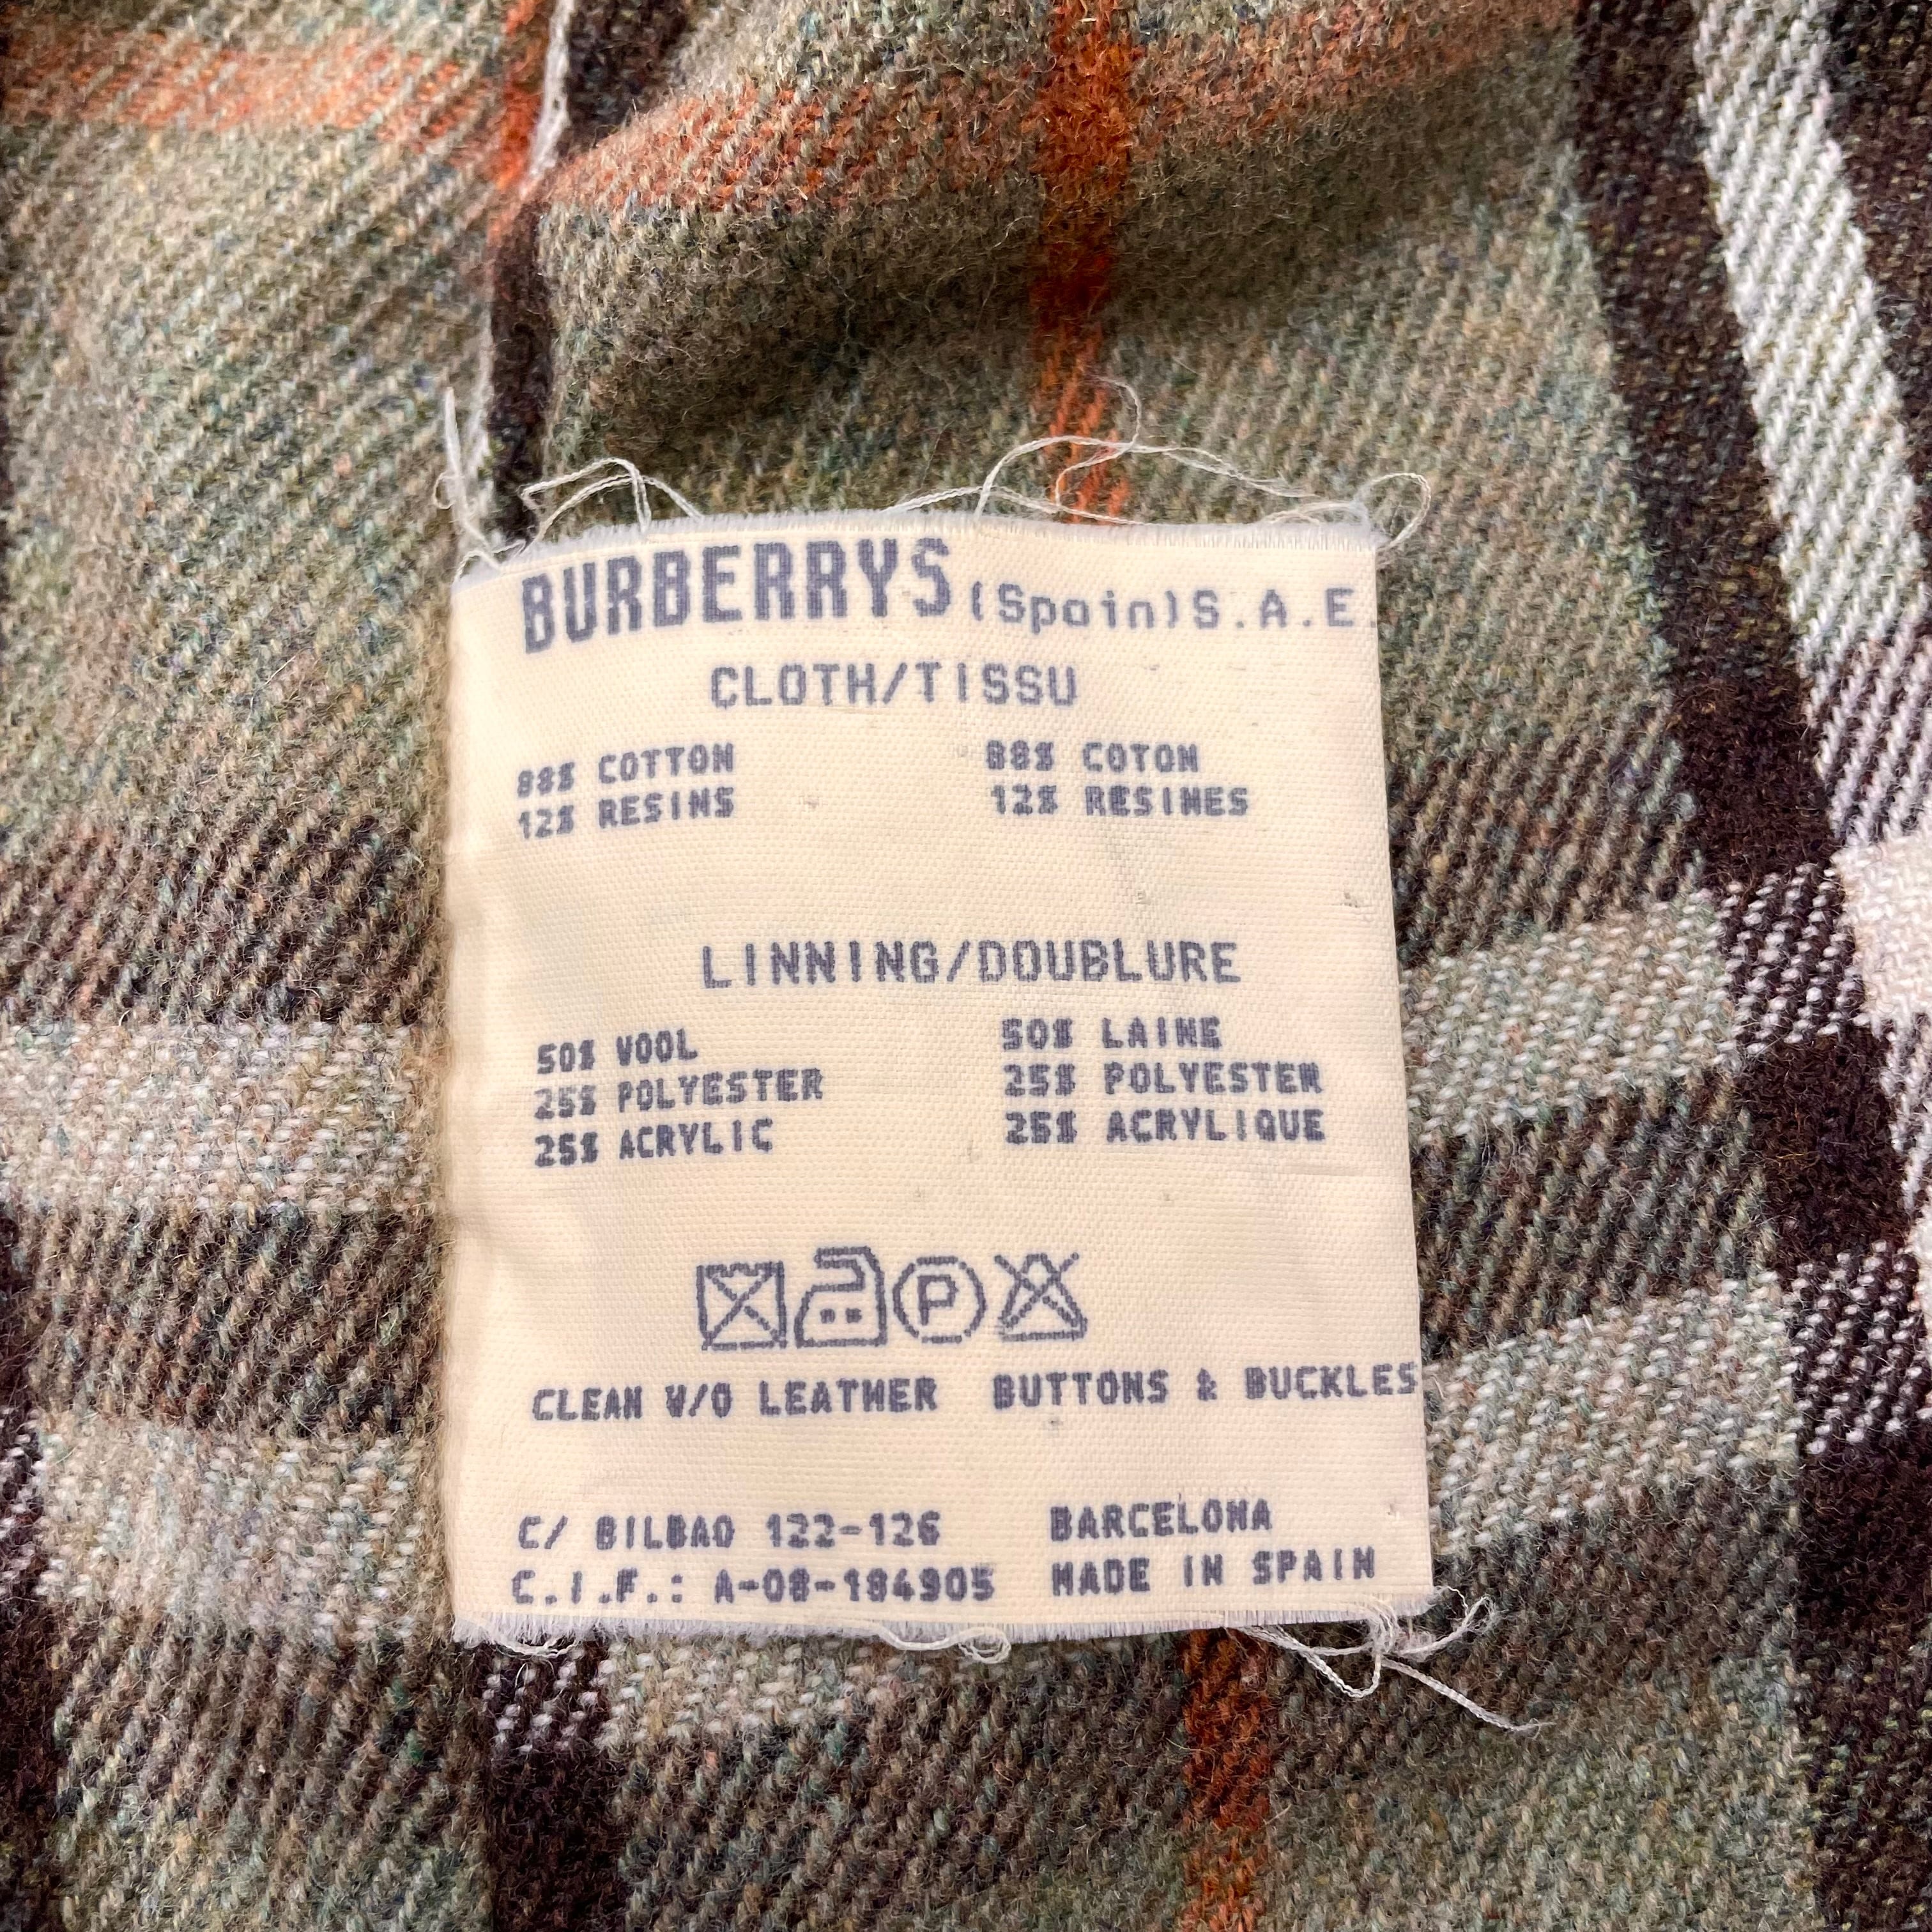 BURBERRYS (Spain) S.A.E.
CLOTH/TISSU
88% COTTON 88% COTON
12% RESINS 12% RESINES
LINNING/DOUBLURE
50% WOOL 50% LAINE
25% POLYESTER 25% POLYESTER
25% ACRYLIC 25% ACRYLIQUE
P
CLEAN W/O LEATHER BUTTONS & BUCKLES
C/ BILBAO 122-126 BARCELONA
C.I.F.: A-08-184905 MADE IN SPAIN